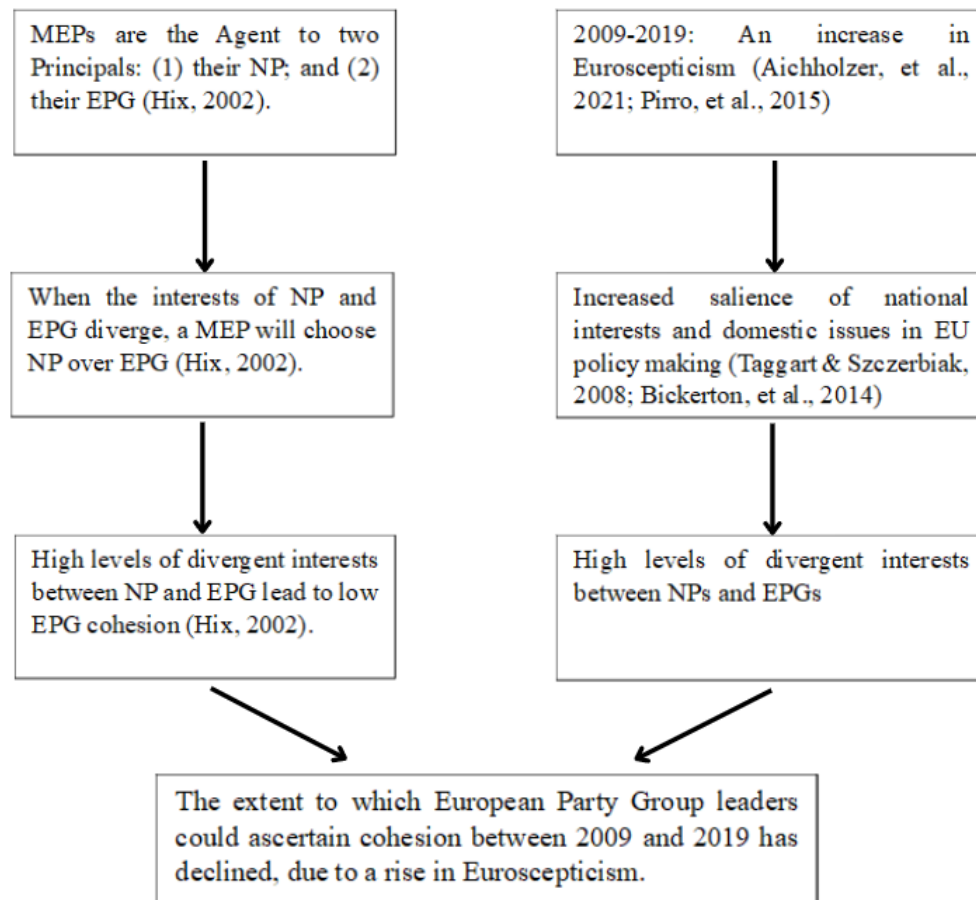 MEPs are the Agent to two
Principals: (1) their NP; and (2)
their EPG (Hix, 2002).
2009-2019: An increase in
Euroscepticism (Aichholzer, et al.,
2021; Pirro, et al., 2015)
When the interests of NP and
EPG diverge, a MEP will choose
NP over EPG (Hix, 2002).
Increased salience of national
interests and domestic issues in EU
policy making (Taggart & Szczerbiak,
2008; Bickerton, et al., 2014)
High levels of divergent interests
between NP and EPG lead to low
EPG cohesion (Hix, 2002).
High levels of divergent interests
between NPs and EPGs
The extent to which European Party Group leaders
could ascertain cohesion between 2009 and 2019 has
declined, due to a rise in Euroscepticism.